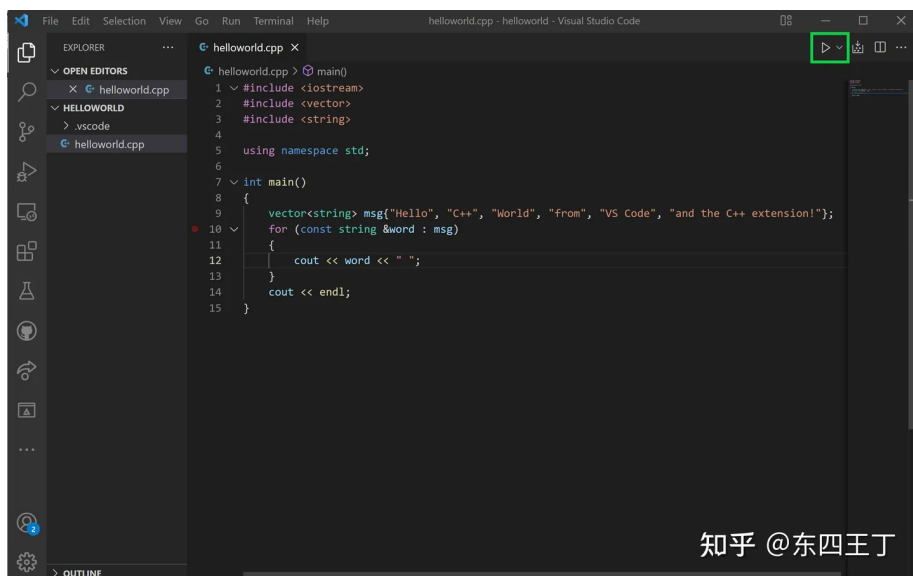 File Edit Selection View Go Run Terminal Help helloworld.cpp - helloworld - Visual Studio Code
EXPLORER ... helloworld.cpp ×
OPEN EDITORS
helloworld.cpp > main()
× helloworld.cpp
HELLOWORLD
> .vscode
helloworld.cpp
1 #include <iostream>
2 #include <vector>
3 #include <string>
4
5 using namespace std;
6
7 int main()
8 {
9 vector<string> msg{"Hello", "C++", "World", "from", "VS Code", "and the C++ extension!"};
10 for (const string &word : msg)
11 {
12 cout << word << " ";
13 }
14 cout << endl;
15 }
2
> OUTLINE
知乎 @东四王丁